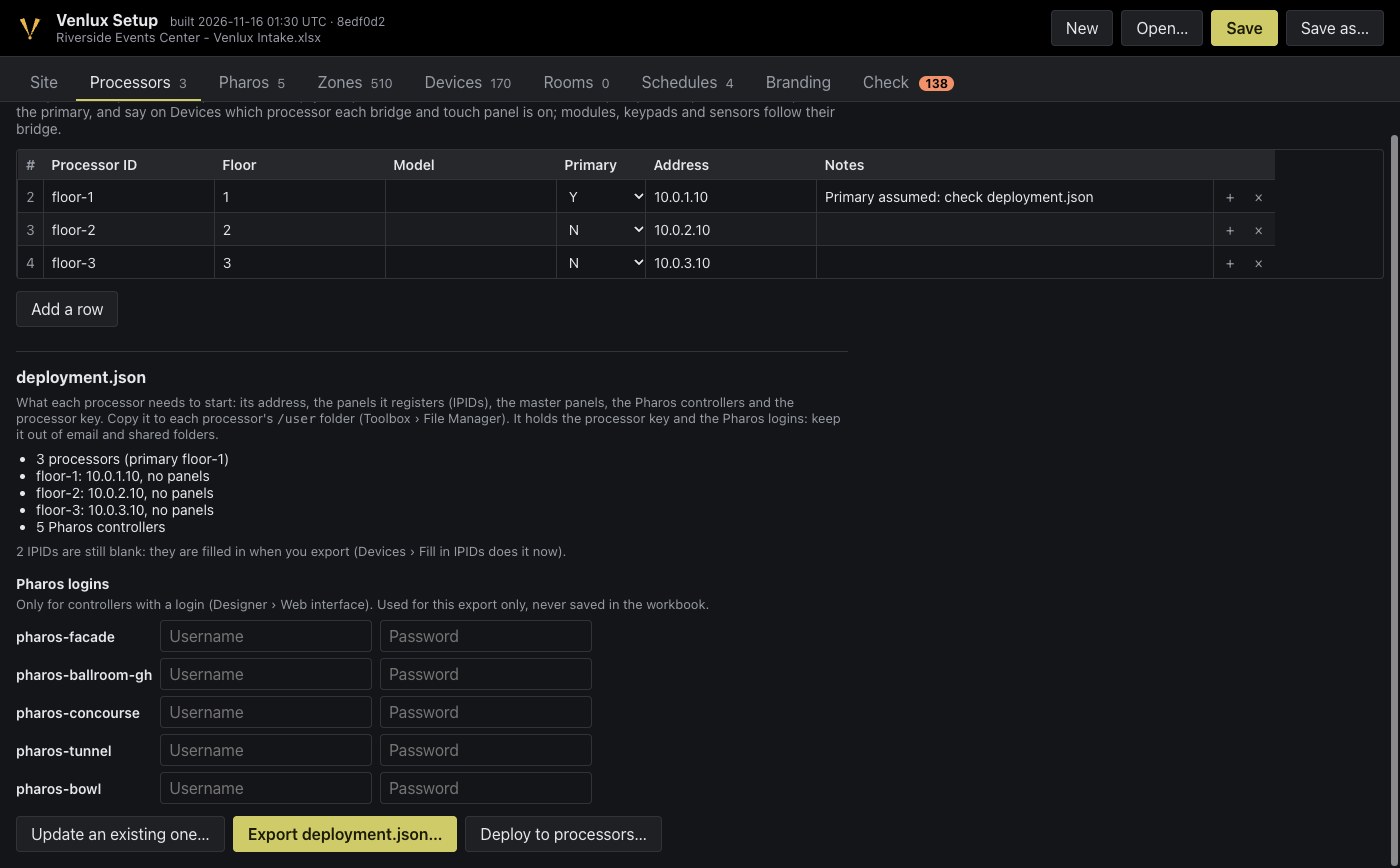 Venlux Setup built 2026-11-16 01:30 UTC · 8edf0d2
Riverside Events Center - Venlux Intake.xlsx
New Open... Save Save as...
Site Processors 3 Pharos 5 Zones 510 Devices 170 Rooms 0 Schedules 4 Branding Check 138
the primary, and say on Devices which processor each bridge and touch panel is on; modules, keypads and sensors follow their
bridge.
# Processor ID Floor Model Primary Address Notes
2 floor-1 1 Y 10.0.1.10 Primary assumed: check deployment.json + ×
3 floor-2 2 N 10.0.2.10 + ×
4 floor-3 3 N 10.0.3.10 + ×
Add a row
deployment.json
What each processor needs to start: its address, the panels it registers (IPIDs), the master panels, the Pharos controllers and the
processor key. Copy it to each processor's /user folder (Toolbox › File Manager). It holds the processor key and the Pharos logins: keep
it out of email and shared folders.
• 3 processors (primary floor-1)
• floor-1: 10.0.1.10, no panels
• floor-2: 10.0.2.10, no panels
• floor-3: 10.0.3.10, no panels
• 5 Pharos controllers
2 IPIDs are still blank: they are filled in when you export (Devices › Fill in IPIDs does it now).
Pharos logins
Only for controllers with a login (Designer › Web interface). Used for this export only, never saved in the workbook.
pharos-facade Username Password
pharos-ballroom-gh Username Password
pharos-concourse Username Password
pharos-tunnel Username Password
pharos-bowl Username Password
Update an existing one... Export deployment.json... Deploy to processors...